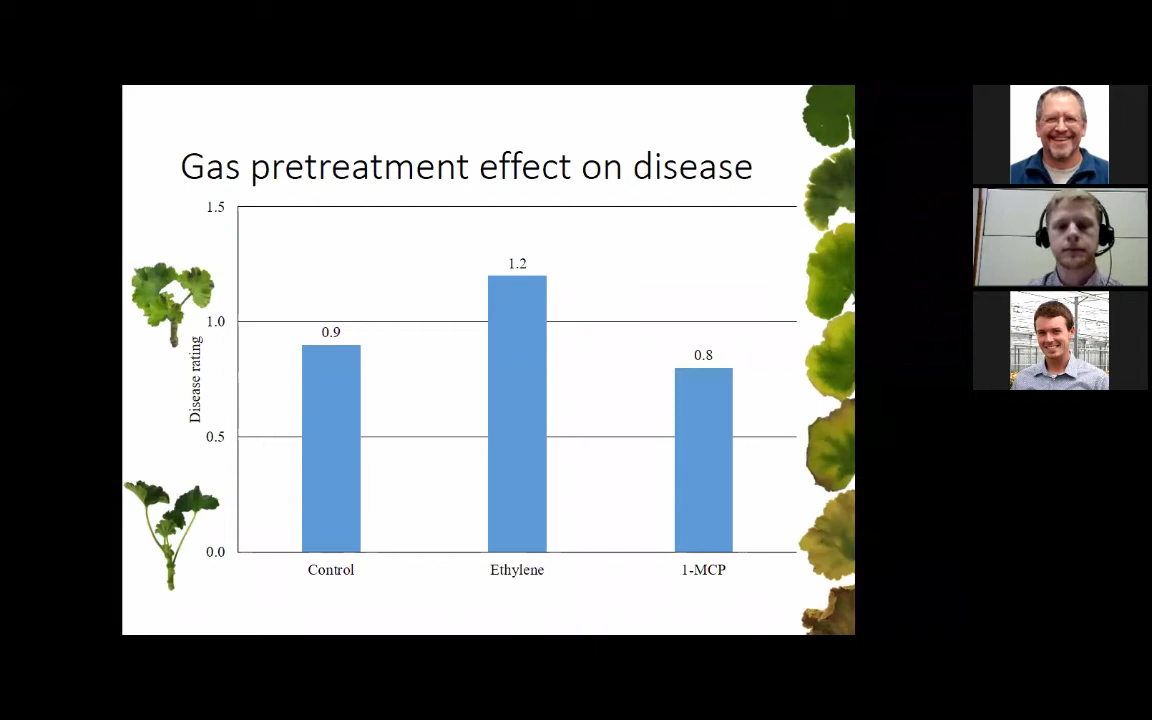 Gas pretreatment effect on disease
1.5
1.0
0.5
0.0
Disease rating
0.9
1.2
0.8
Control
Ethylene
1-MCP